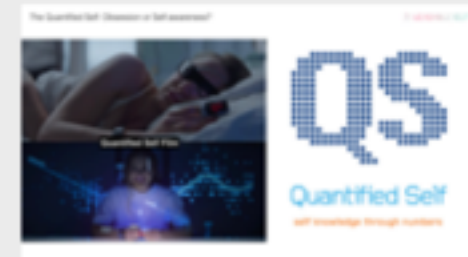 The Quantified Self: Obsession or Self-awareness?
Quantified Self Film
QS
Quantified Self
self knowledge through numbers